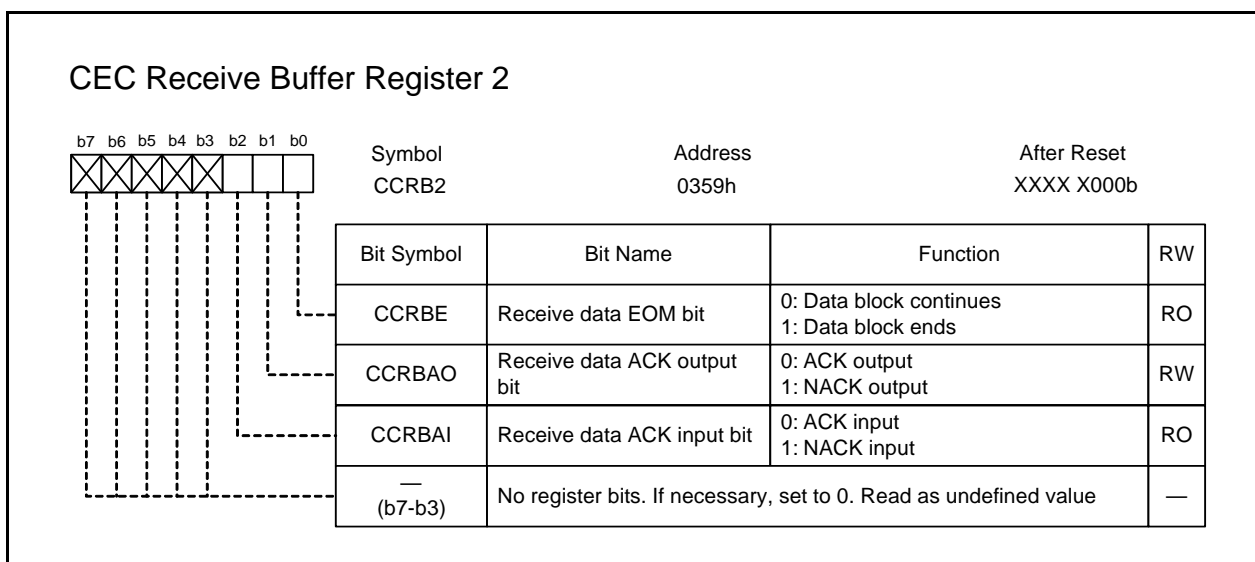 CEC Receive Buffer Register 2
b7 b6 b5 b4 b3 b2 b1 b0
Symbol Address After Reset
CCRB2 0359h XXXX X000b
Bit Symbol Bit Name Function RW
CCRBE Receive data EOM bit 0: Data block continues
1: Data block ends RO
CCRBAO Receive data ACK output
bit 0: ACK output
1: NACK output RW
CCRBAI Receive data ACK input bit 0: ACK input
1: NACK input RO
—
(b7-b3) No register bits. If necessary, set to 0. Read as undefined value —